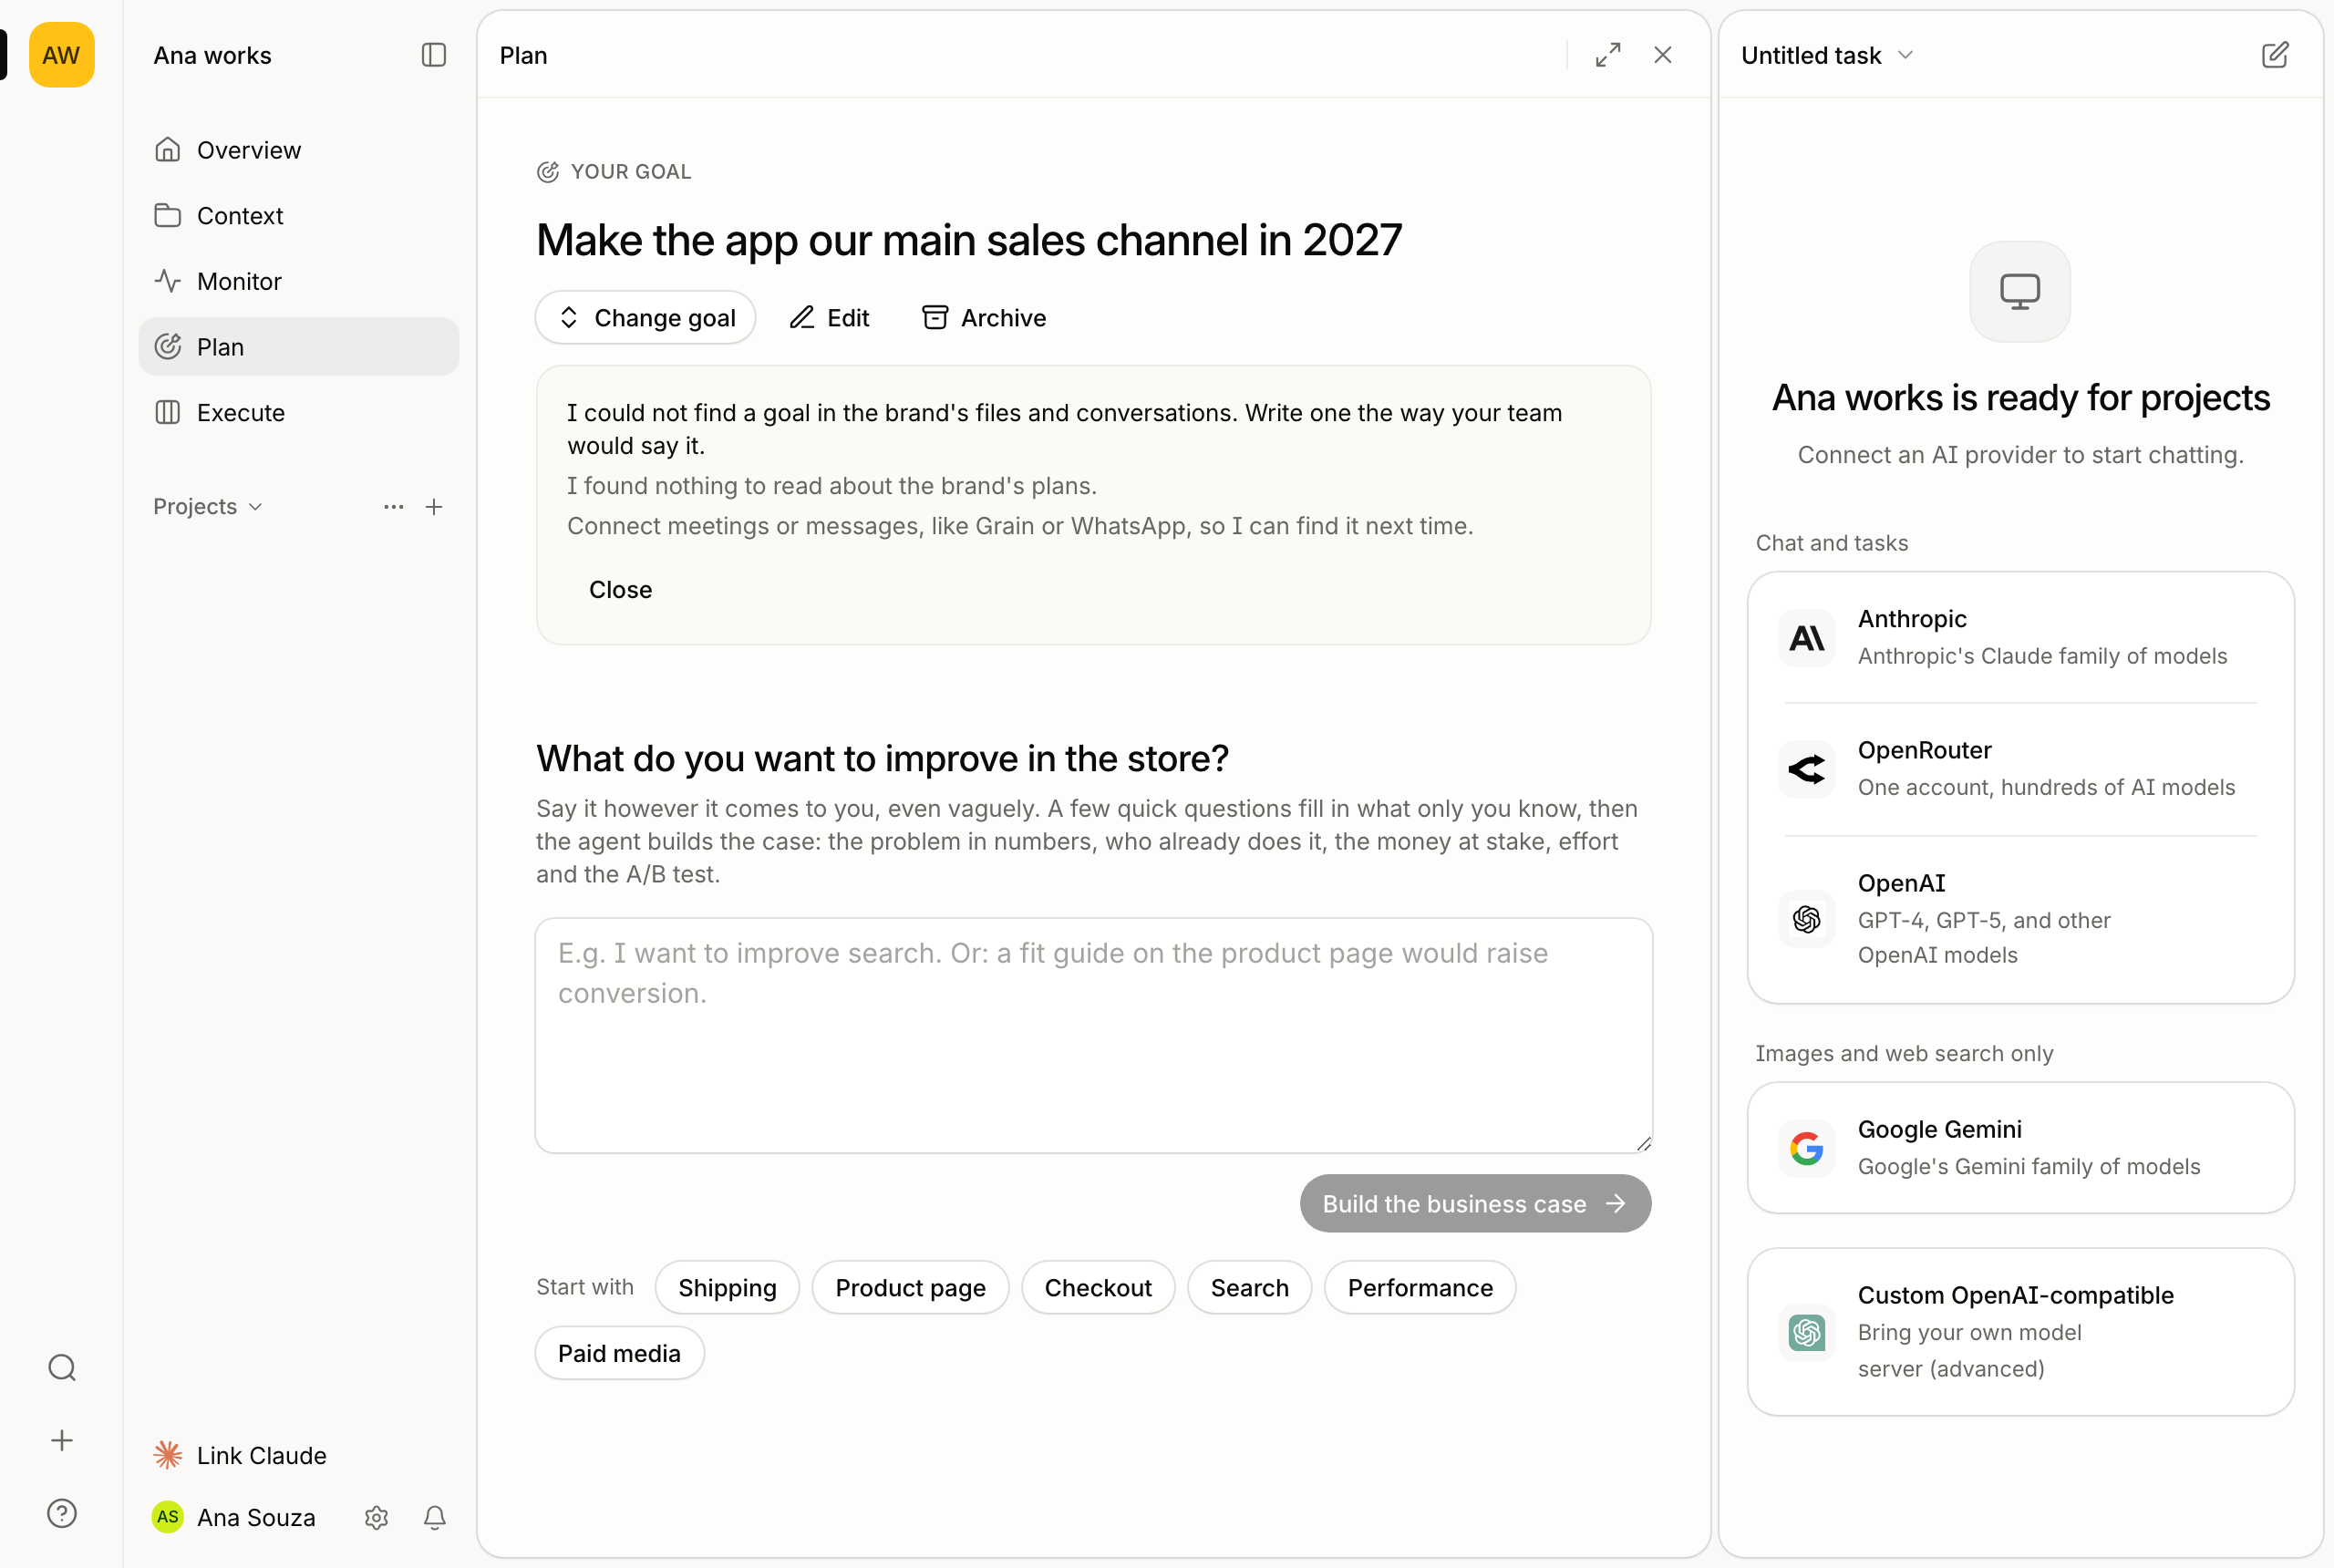 AW
Ana works
Overview
Context
Monitor
Plan
Execute
Projects
Link Claude
AS
Ana Souza
Plan
YOUR GOAL
Make the app our main sales channel in 2027
Change goal
Edit
Archive
I could not find a goal in the brand's files and conversations. Write one the way your team
would say it.
I found nothing to read about the brand's plans.
Connect meetings or messages, like Grain or WhatsApp, so I can find it next time.
Close
What do you want to improve in the store?
Say it however it comes to you, even vaguely. A few quick questions fill in what only you know, then
the agent builds the case: the problem in numbers, who already does it, the money at stake, effort
and the A/B test.
E.g. I want to improve search. Or: a fit guide on the product page would raise
conversion.
Build the business case
Start with
Shipping
Product page
Checkout
Search
Performance
Paid media
Untitled task
Ana works is ready for projects
Connect an AI provider to start chatting.
Chat and tasks
Anthropic
Anthropic's Claude family of models
OpenRouter
One account, hundreds of AI models
OpenAI
GPT-4, GPT-5, and other
OpenAI models
Images and web search only
Google Gemini
Google's Gemini family of models
Custom OpenAI-compatible
Bring your own model
server (advanced)